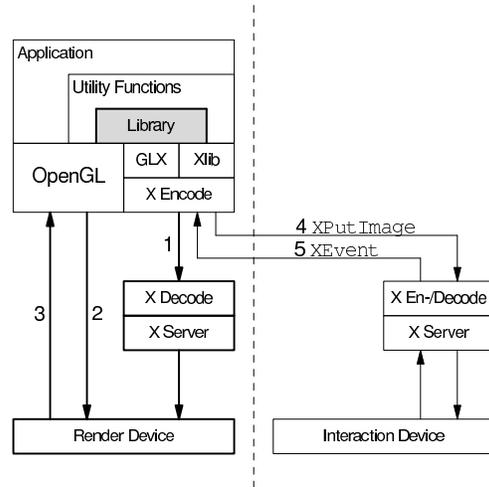 Application
Utility Functions
Library
OpenGL
GLX
Xlib
X Encode
1
4 XPutImage
5 XEvent
3
2
X Decode
X Server
X En-/Decode
X Server
Render Device
Interaction Device